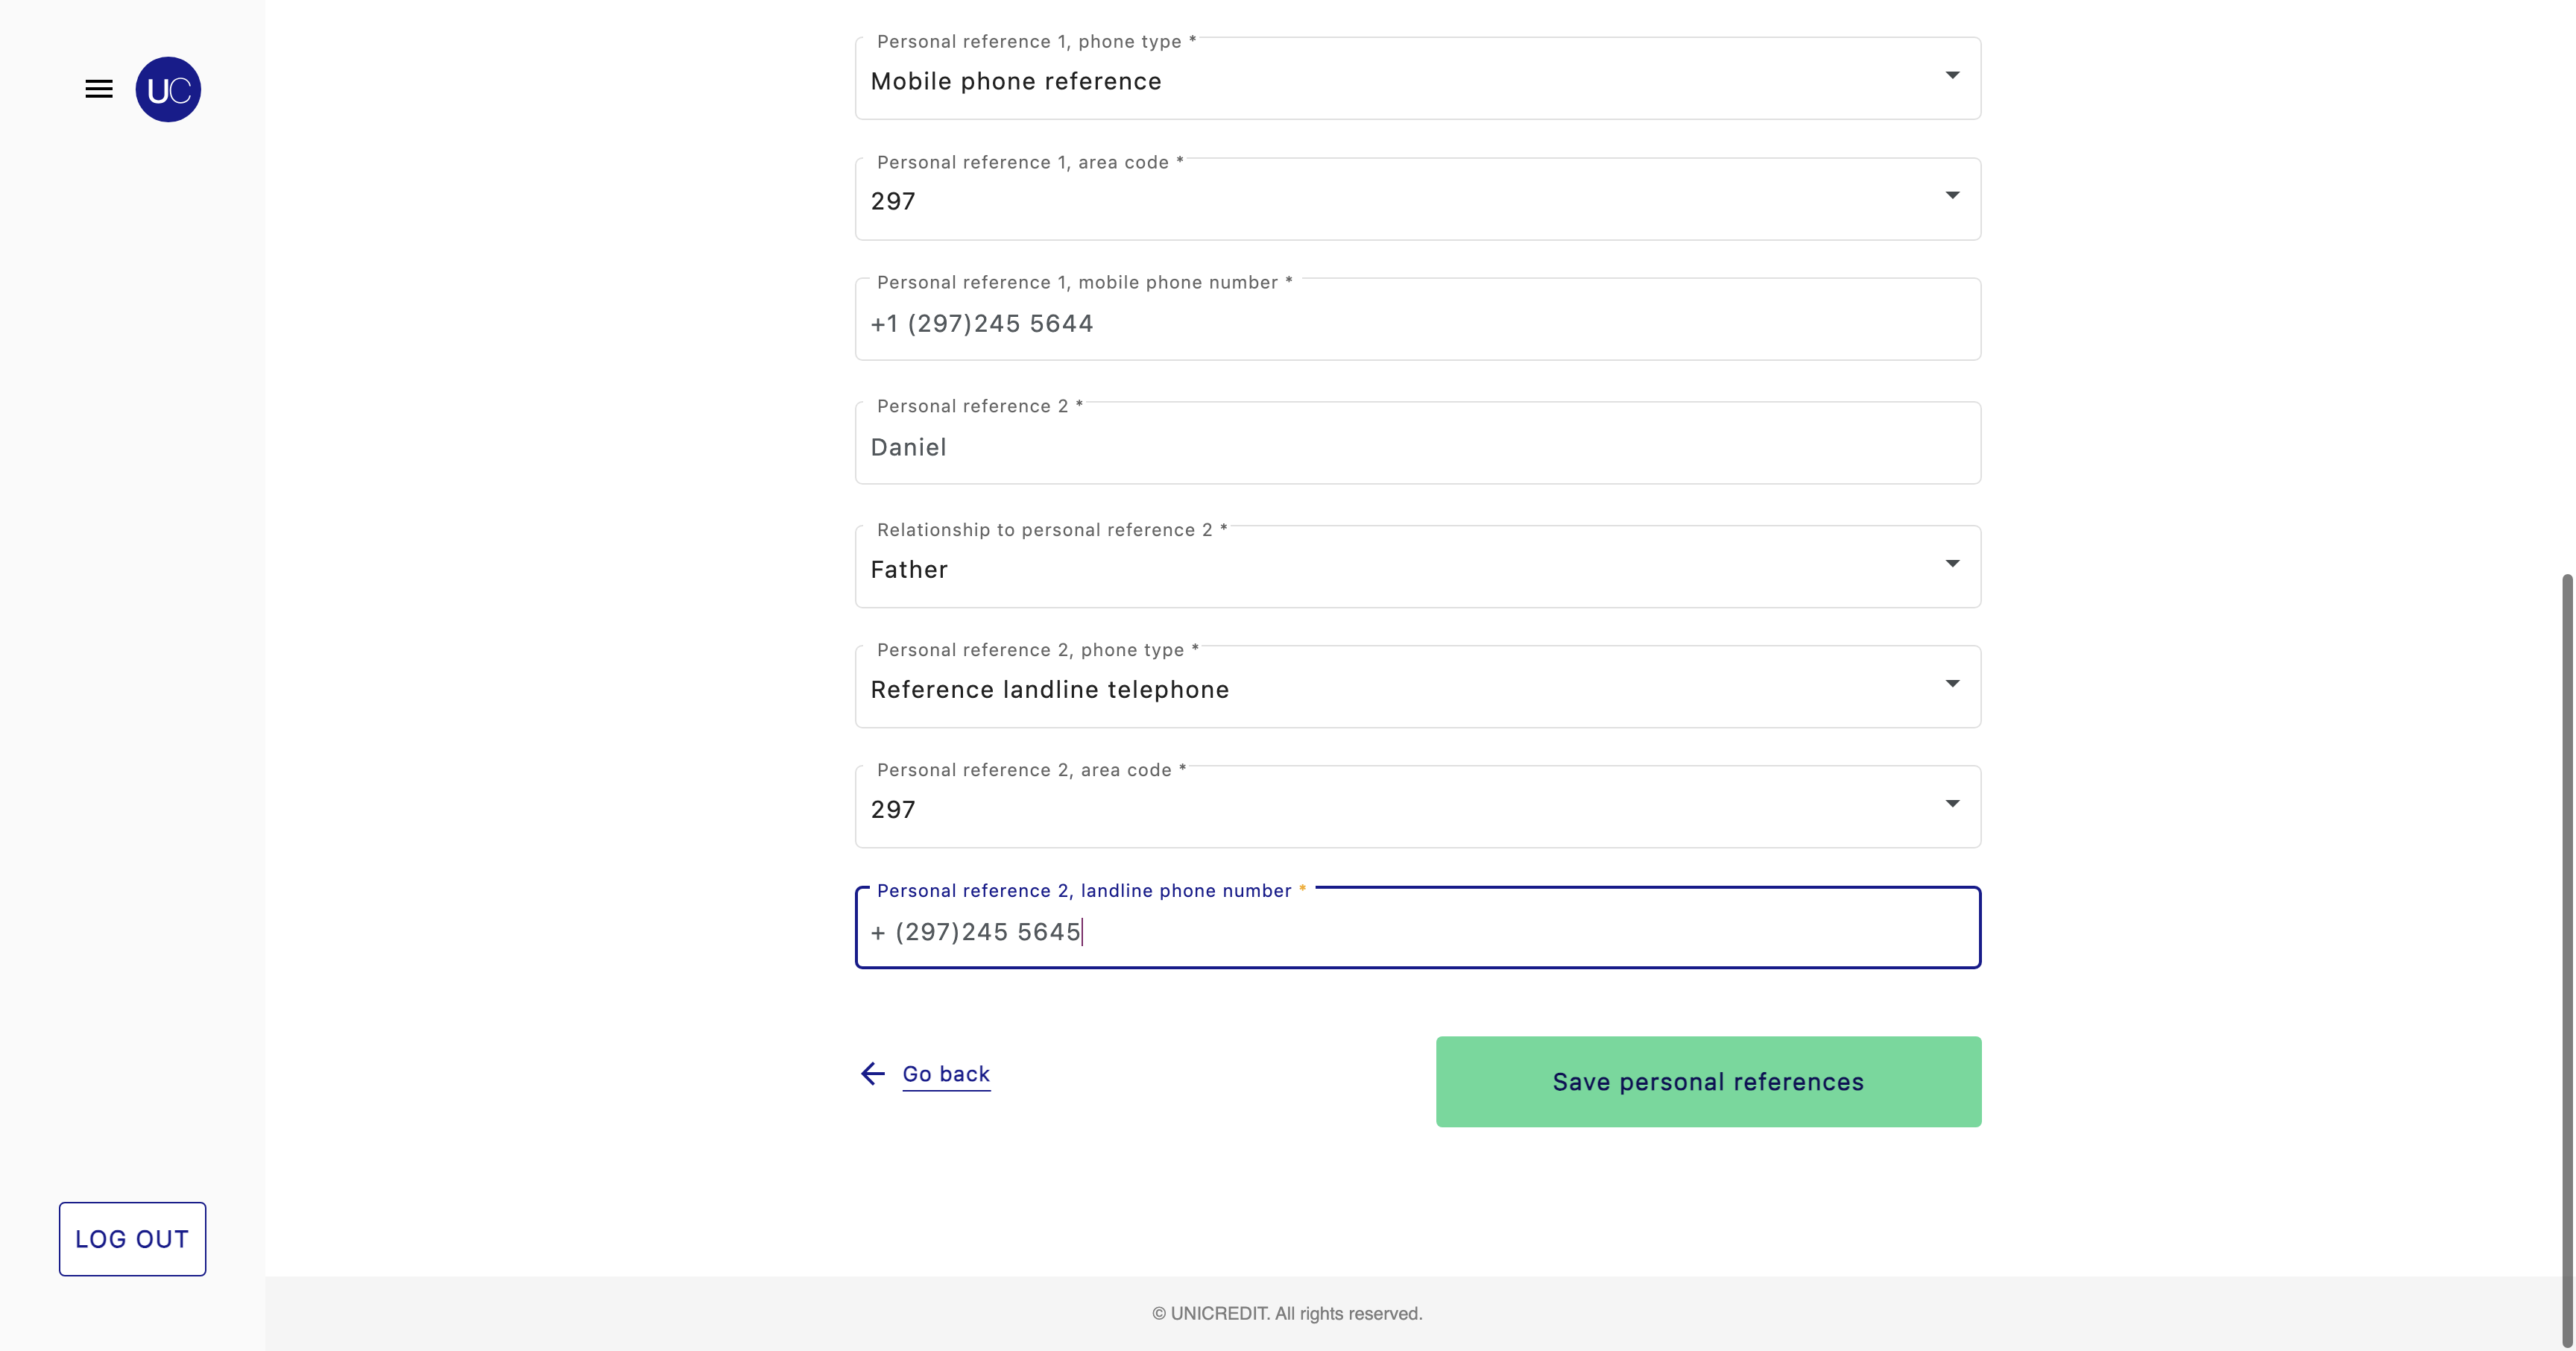 UC
Personal reference 1, phone type *
Mobile phone reference
Personal reference 1, area code *
297
Personal reference 1, mobile phone number *
+1 (297)245 5644
Personal reference 2 *
Daniel
Relationship to personal reference 2 *
Father
Personal reference 2, phone type *
Reference landline telephone
Personal reference 2, area code *
297
Personal reference 2, landline phone number *
+ (297)245 5645
Go back
Save personal references
LOG OUT
© UNICREDIT. All rights reserved.